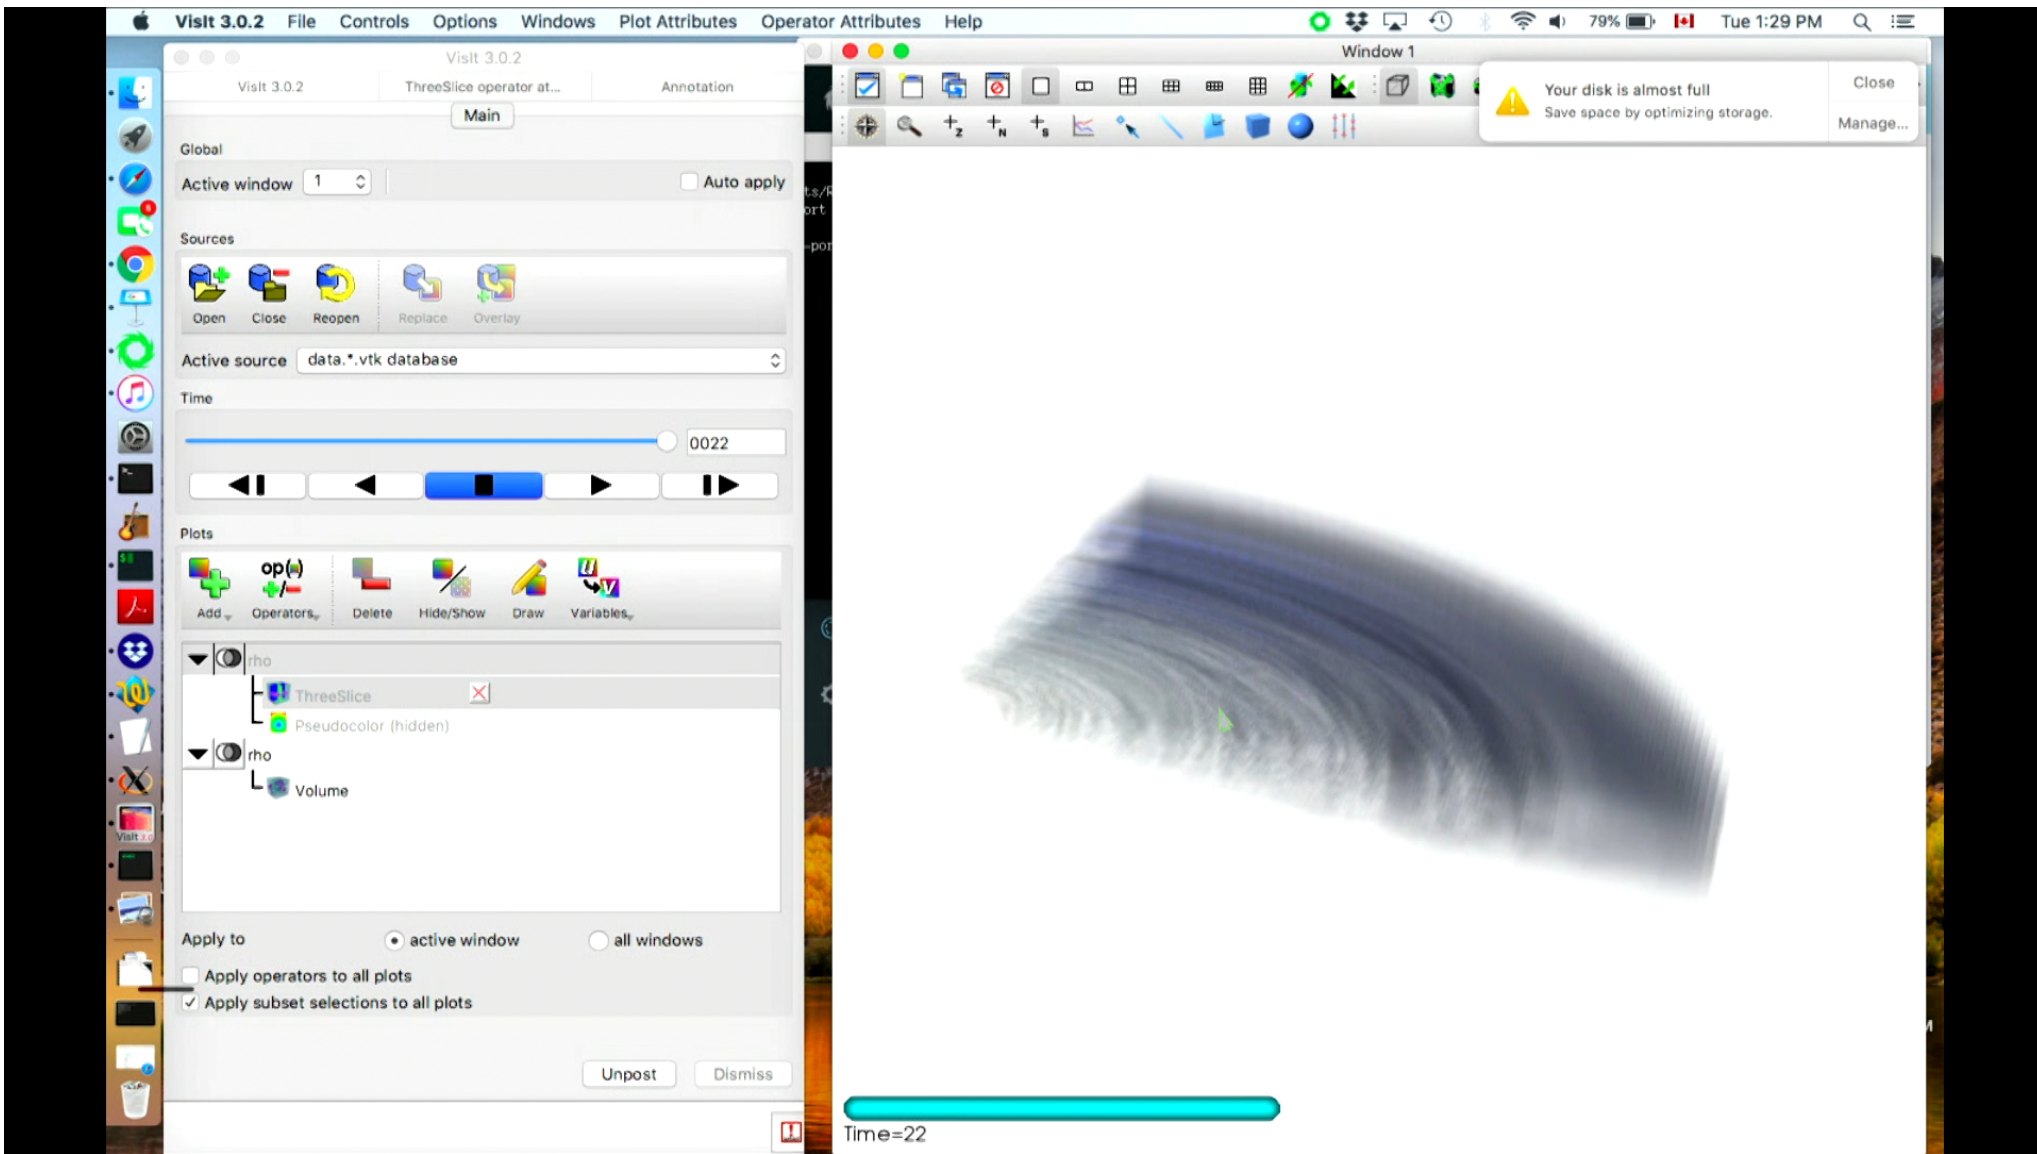 VisIt 3.0.2 File Controls Options Windows Plot Attributes Operator Attributes Help 79% Tue 1:29 PM
VisIt 3.0.2
VisIt 3.0.2 ThreeSlice operator at... Annotation
Main
Global
Active window 1 Auto apply
Sources
Open Close Reopen Replace Overlay
Active source data.*.vtk database
Time
0022
Plots
op(
Add Operators Delete Hide/Show Draw Variables
rho
ThreeSlice
Pseudocolor (hidden)
rho
Volume
Apply to active window all windows
Apply operators to all plots
Apply subset selections to all plots
Unpost Dismiss
ts/R
ort
=por
Window 1
Your disk is almost full
Save space by optimizing storage.
Close
Manage...
Time=22